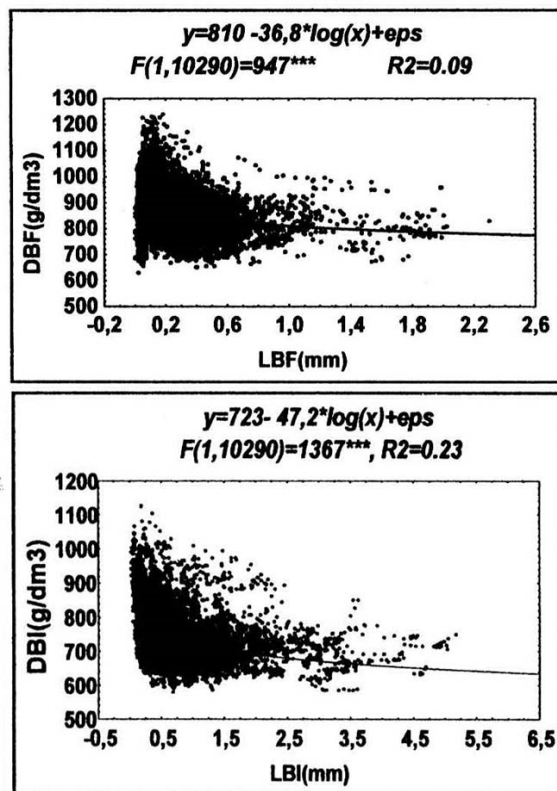 y=810 -36,8*log(x)+eps
F(1,10290)=947*** R2=0.09
1300
1200
1100
1000
900
800
700
600
500
DBF(g/dm3)
-0,2 0,2 0,6 1,0 1,4 1,8 2,2 2,6
LBF(mm)
y=723- 47,2*log(x)+eps
F(1,10290)=1367***, R2=0.23
1200
1100
1000
900
800
700
600
500
DBI(g/dm3)
-0,5 0,5 1,5 2,5 3,5 4,5 5,5 6,5
LBI(mm)